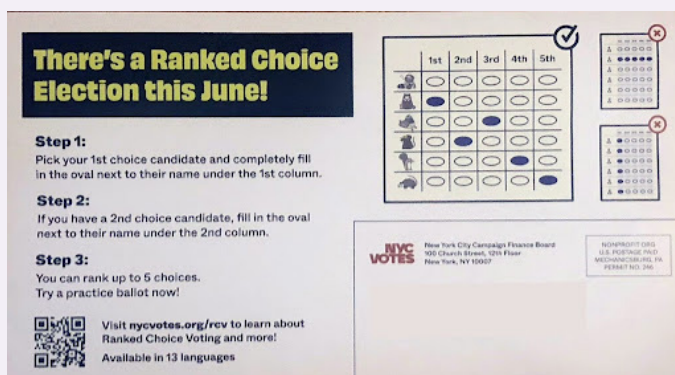 There's a Ranked Choice
Election this June!
Step 1:
Pick your 1st choice candidate and completely fill
in the oval next to their name under the 1st column.
Step 2:
If you have a 2nd choice candidate, fill in the oval
next to their name under the 2nd column.
Step 3:
You can rank up to 5 choices.
Try a practice ballot now!
Visit nycvotes.org/rcv to learn about
Ranked Choice Voting and more!
Available in 13 languages
1st 2nd 3rd 4th 5th
NYC
VOTES
New York City Campaign Finance Board
100 Church Street, 12th Floor
New York, NY 10007
NONPROFIT ORG
U.S. POSTAGE PAID
MECHANICSBURG, PA
PERMIT NO.